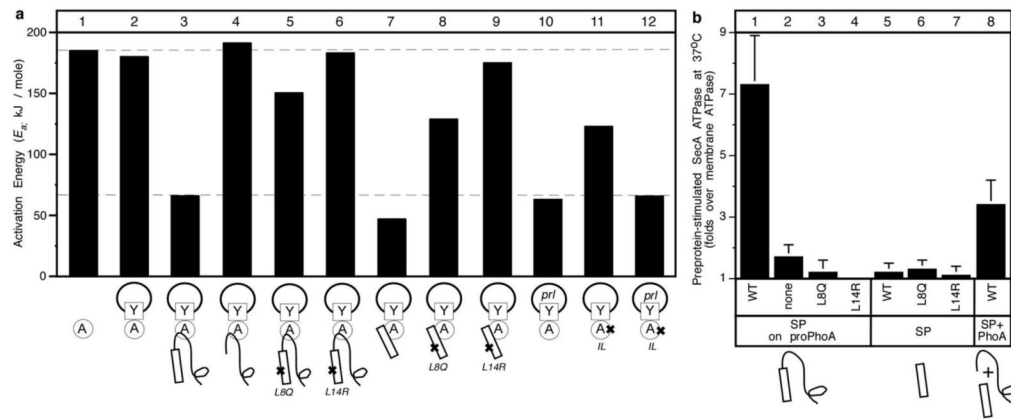 a
1 2 3 4 5 6 7 8 9 10 11 12
Activation Energy (Ea; kJ / mole)
200
150
100
50
0
Y Y Y Y Y Y Y Y prl Y Y prl Y
A A A A A A A A A A A A
IL IL
L8Q L14R L8Q L14R
b
1 2 3 4 5 6 7 8
Preprotein-stimulated SecA ATPase at 37°C
(folds over membrane ATPase)
9
7
5
3
1
WT none L8Q L14R WT L8Q L14R WT
SP on proPhoA
SP
SP+ PhoA
+